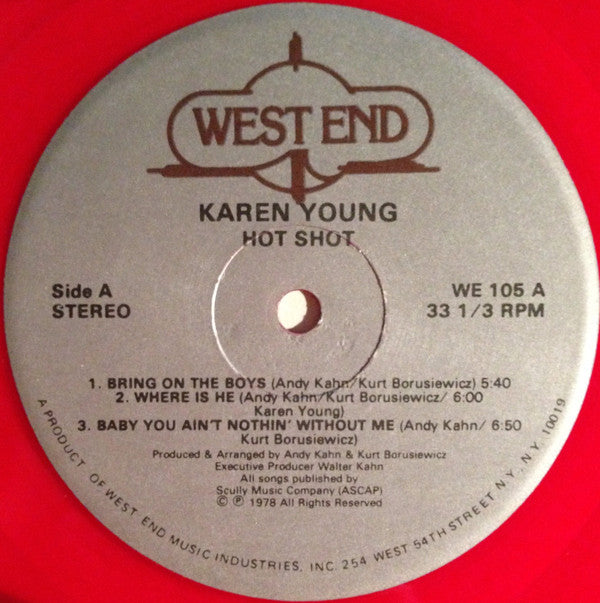 WEST END
KAREN YOUNG
HOT SHOT
Side A
STEREO
WE 105 A
33 1/3 RPM
1. BRING ON THE BOYS (Andy Kahn/Kurt Borusiewicz) 5:40
2. WHERE IS HE (Andy Kahn/Kurt Borusiewicz/ 6:00
Karen Young)
3. BABY YOU AIN'T NOTHIN' WITHOUT ME (Andy Kahn/ 6:50
Kurt Borusiewicz)
Produced & Arranged by Andy Kahn & Kurt Borusiewicz
Executive Producer Walter Kahn
All songs published by
Scully Music Company (ASCAP)
© ℗ 1978 All Rights Reserved
A PRODUCT OF WEST END MUSIC INDUSTRIES, INC. 254 WEST 54TH STREET N.Y., N.Y. 10019